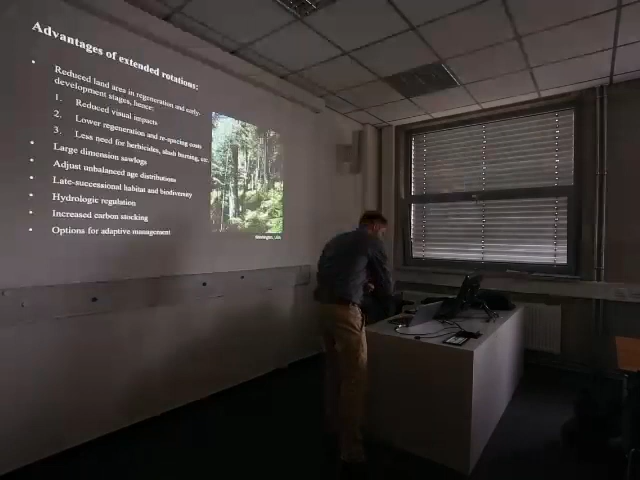 Advantages of extended rotations:
• Reduced land area in regeneration and early-
development stages, hence:
1. Reduced visual impacts
2. Lower regeneration and re-spacing costs
3. Less need for herbicides, slash burning, etc.
• Large dimension sawlogs
• Adjust unbalanced age distributions
• Late-successional habitat and biodiversity
• Hydrologic regulation
• Increased carbon stocking
• Options for adaptive management